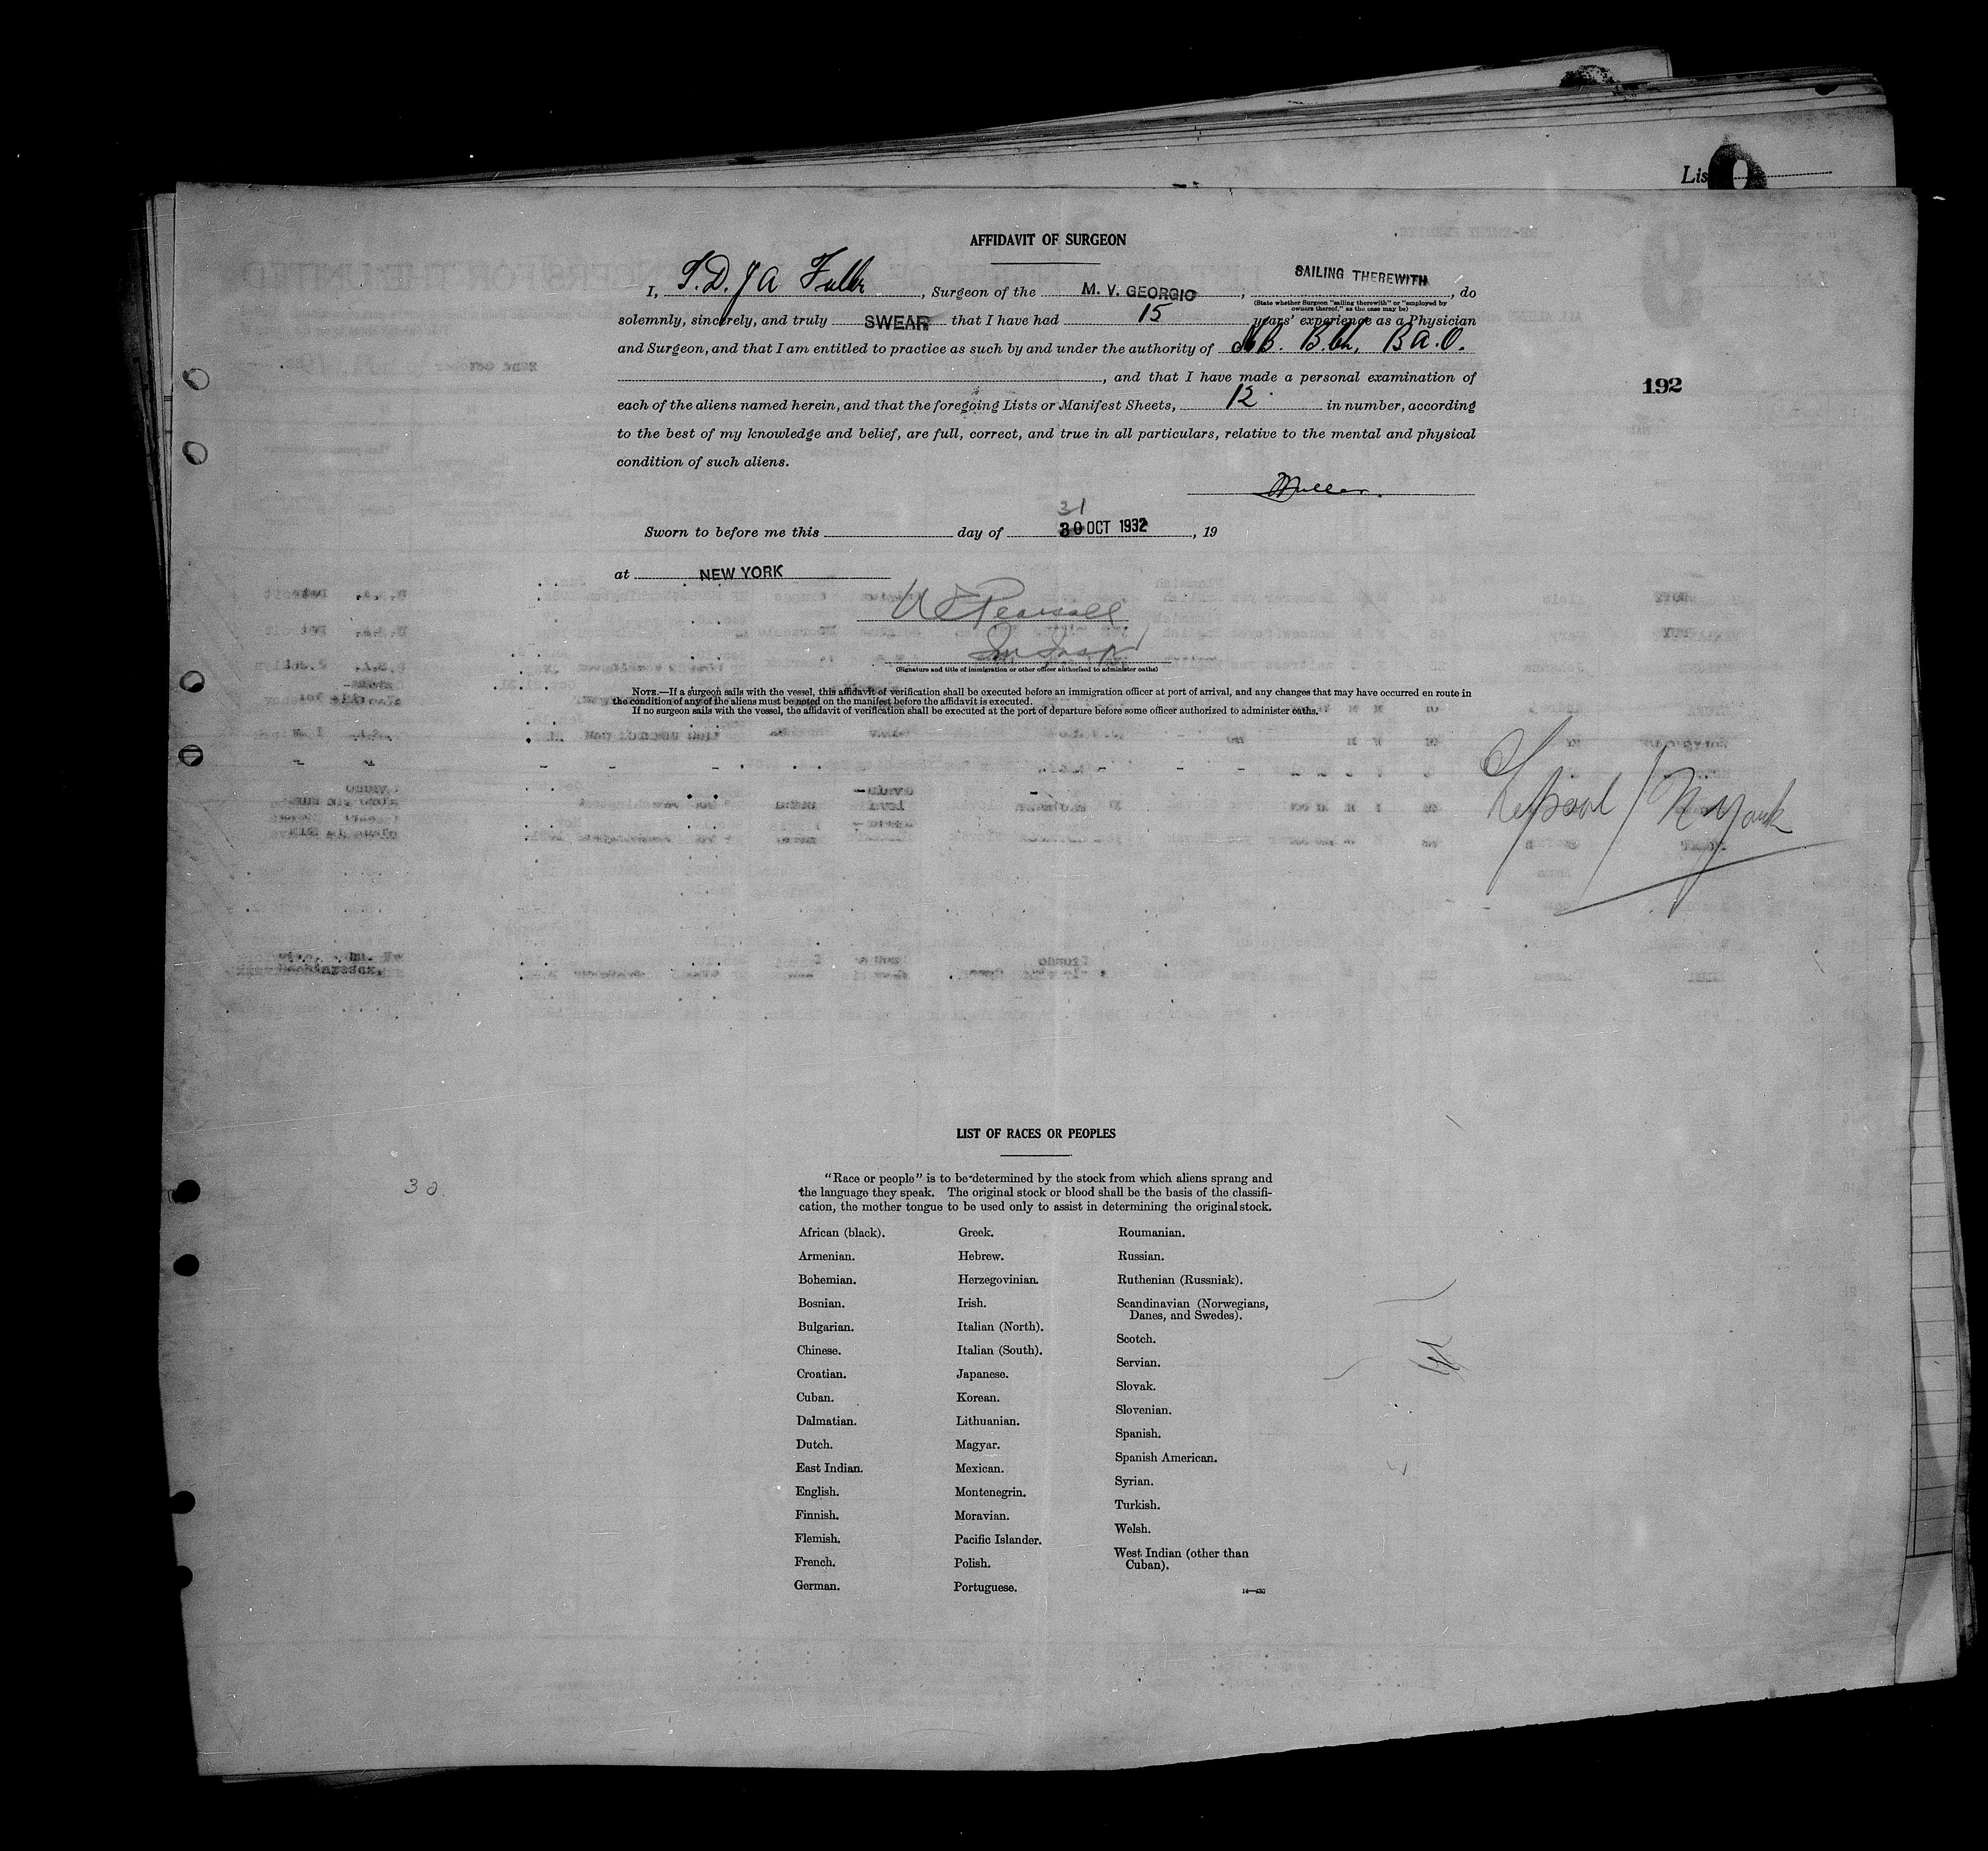 Lis
AFFIDAVIT OF SURGEON
I, T. D. J A Fuller, Surgeon of the M. V. GEORGIC, SAILING THEREWITH, do
(State whether Surgeon "sailing therewith" or "employed by
owners thereof," as the case may be)
solemnly, sincerely, and truly SWEAR that I have had 15 years' experience as a Physician
and Surgeon, and that I am entitled to practice as such by and under the authority of M.B. B.Ch. B.A.O.
, and that I have made a personal examination of
192
each of the aliens named herein, and that the foregoing Lists or Manifest Sheets, 12 in number, according
to the best of my knowledge and belief, are full, correct, and true in all particulars, relative to the mental and physical
condition of such aliens.
31
Sworn to before me this day of 30 OCT 1932, 19
at NEW YORK
Pearsall
(Signature and title of immigration or other officer authorized to administer oaths)
NOTE.—If a surgeon sails with the vessel, this affidavit of verification shall be executed before an immigration officer at port of arrival, and any changes that may have occurred en route in
the condition of any of the aliens must be noted on the manifest before the affidavit is executed.
If no surgeon sails with the vessel, the affidavit of verification shall be executed at the port of departure before some officer authorized to administer oaths.
L'pool / N York
LIST OF RACES OR PEOPLES
30
"Race or people" is to be determined by the stock from which aliens sprang and
the language they speak. The original stock or blood shall be the basis of the classifi-
cation, the mother tongue to be used only to assist in determining the original stock.
African (black).
Armenian.
Bohemian.
Bosnian.
Bulgarian.
Chinese.
Croatian.
Cuban.
Dalmatian.
Dutch.
East Indian.
English.
Finnish.
Flemish.
French.
German.
Greek.
Hebrew.
Herzegovinian.
Irish.
Italian (North).
Italian (South).
Japanese.
Korean.
Lithuanian.
Magyar.
Mexican.
Montenegrin.
Moravian.
Pacific Islander.
Polish.
Portuguese.
Roumanian.
Russian.
Ruthenian (Russniak).
Scandinavian (Norwegians,
Danes, and Swedes).
Scotch.
Servian.
Slovak.
Slovenian.
Spanish.
Spanish American.
Syrian.
Turkish.
Welsh.
West Indian (other than
Cuban).